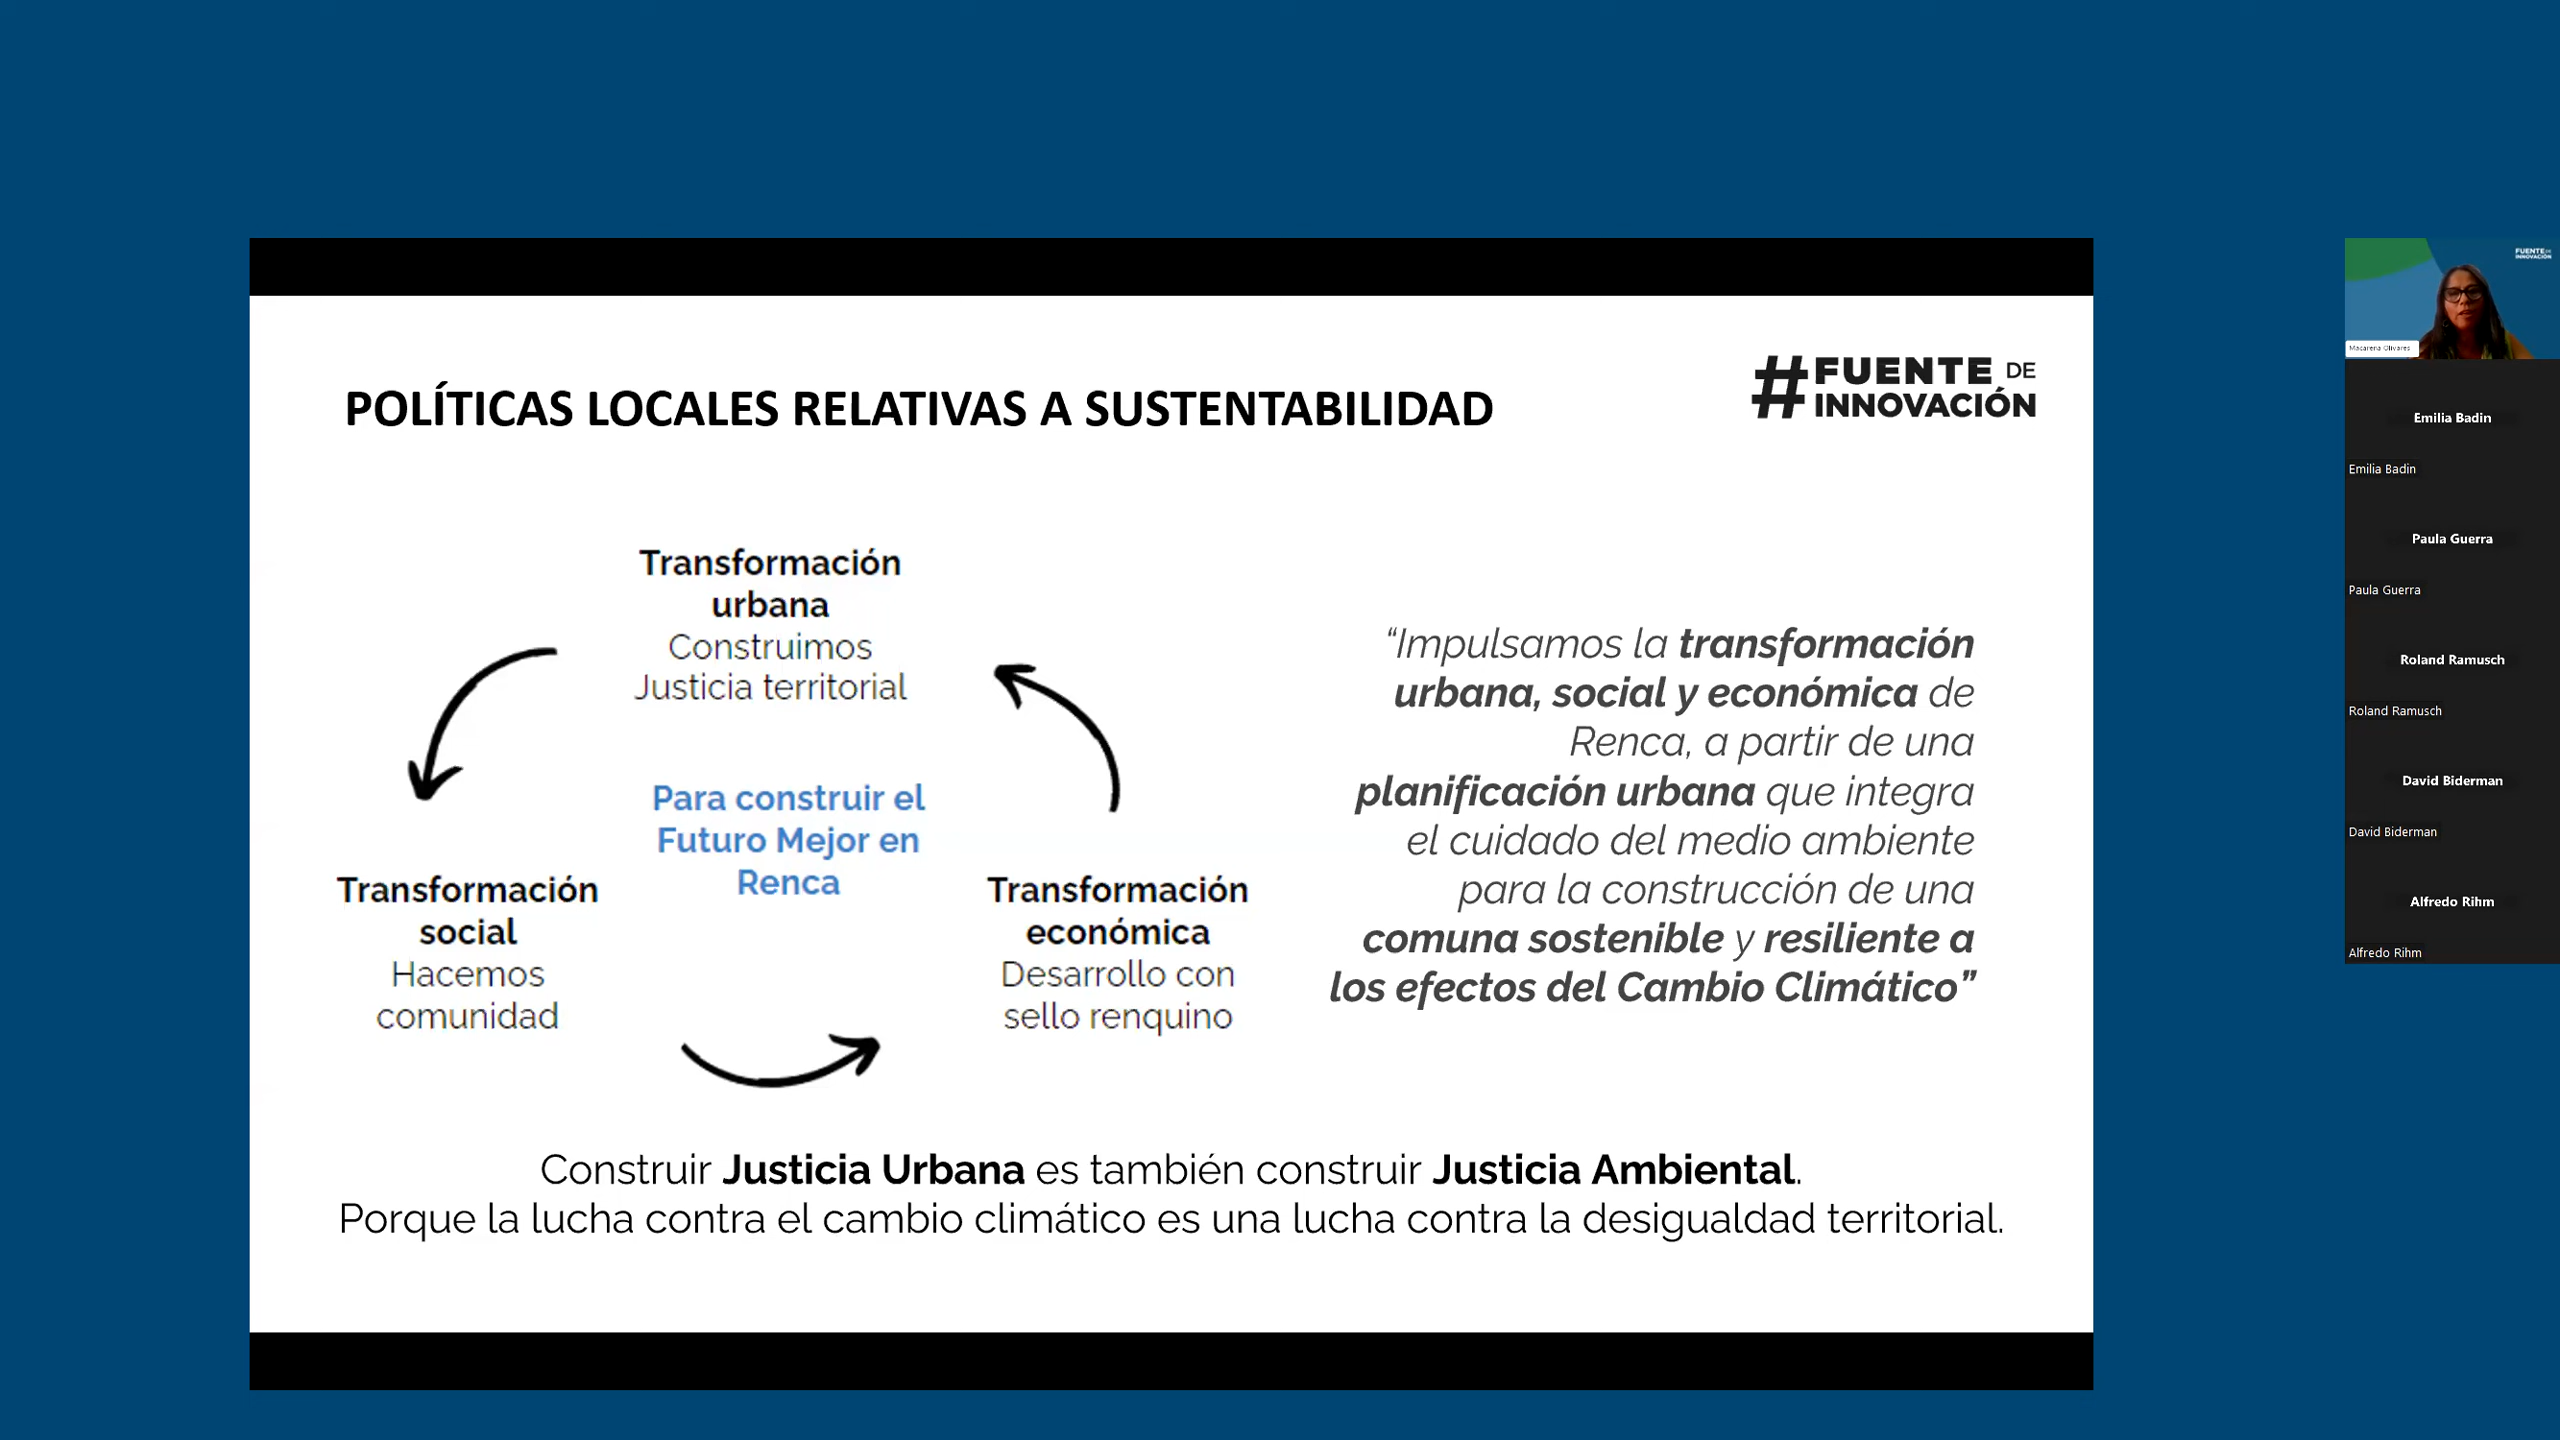 POLÍTICAS LOCALES RELATIVAS A SUSTENTABILIDAD
#FUENTE DE
INNOVACIÓN
Transformación
urbana
Construimos
Justicia territorial
Para construir el
Futuro Mejor en
Renca
Transformación
social
Hacemos
comunidad
Transformación
económica
Desarrollo con
sello renquino
“Impulsamos la transformación
urbana, social y económica de
Renca, a partir de una
planificación urbana que integra
el cuidado del medio ambiente
para la construcción de una
comuna sostenible y resiliente a
los efectos del Cambio Climático”
Construir Justicia Urbana es también construir Justicia Ambiental.
Porque la lucha contra el cambio climático es una lucha contra la desigualdad territorial.
FUENTE DE
INNOVACIÓN
Macarena Olivares
Emilia Badin
Emilia Badin
Paula Guerra
Paula Guerra
Roland Ramusch
Roland Ramusch
David Biderman
David Biderman
Alfredo Rihm
Alfredo Rihm